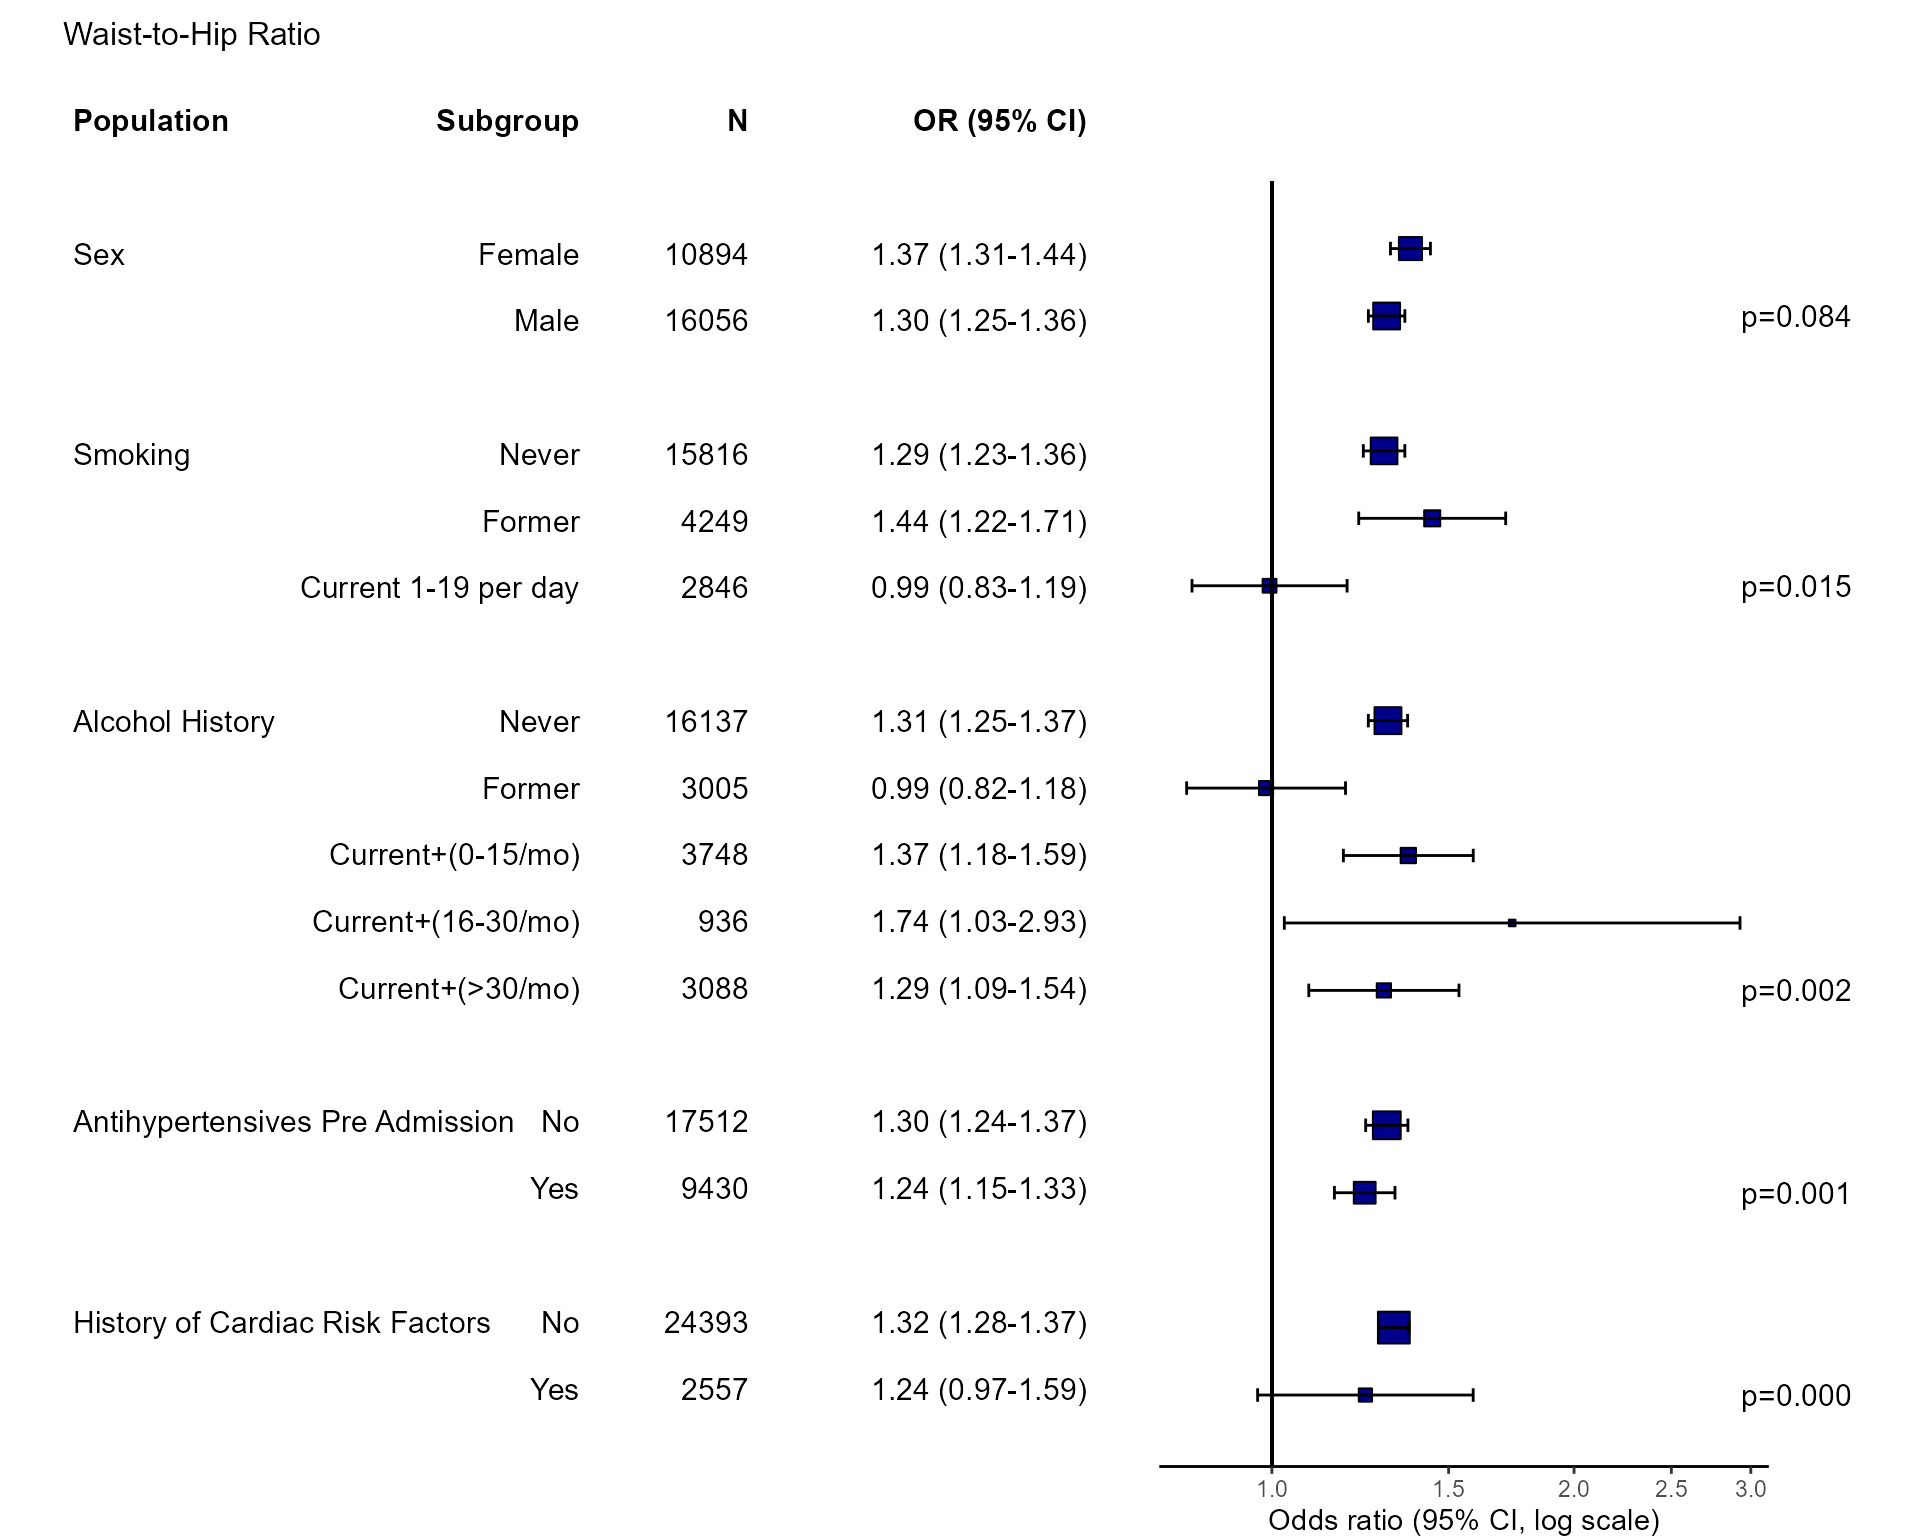 Waist-to-Hip Ratio
Population Subgroup N OR (95% CI)
Sex Female 10894 1.37 (1.31-1.44)
Male 16056 1.30 (1.25-1.36) p=0.084
Smoking Never 15816 1.29 (1.23-1.36)
Former 4249 1.44 (1.22-1.71)
Current 1-19 per day 2846 0.99 (0.83-1.19) p=0.015
Alcohol History Never 16137 1.31 (1.25-1.37)
Former 3005 0.99 (0.82-1.18)
Current+(0-15/mo) 3748 1.37 (1.18-1.59)
Current+(16-30/mo) 936 1.74 (1.03-2.93)
Current+(>30/mo) 3088 1.29 (1.09-1.54) p=0.002
Antihypertensives Pre Admission No 17512 1.30 (1.24-1.37)
Yes 9430 1.24 (1.15-1.33) p=0.001
History of Cardiac Risk Factors No 24393 1.32 (1.28-1.37)
Yes 2557 1.24 (0.97-1.59) p=0.000
1.0 1.5 2.0 2.5 3.0
Odds ratio (95% CI, log scale)